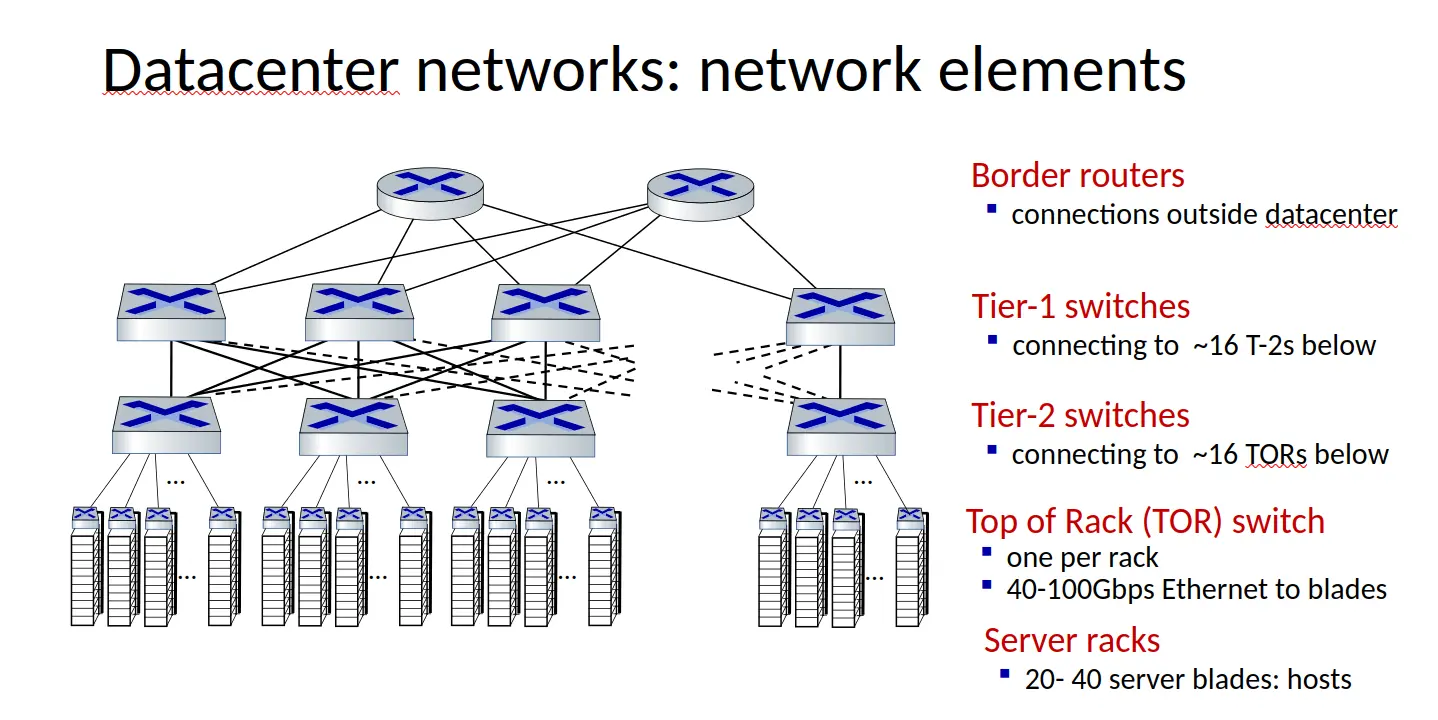 Datacenter networks: network elements
Border routers
▪ connections outside datacenter
Tier-1 switches
▪ connecting to ~16 T-2s below
Tier-2 switches
▪ connecting to ~16 TORs below
... ... ... ...
Top of Rack (TOR) switch
▪ one per rack
▪ 40-100Gbps Ethernet to blades
... ... ... ...
Server racks
▪ 20- 40 server blades: hosts